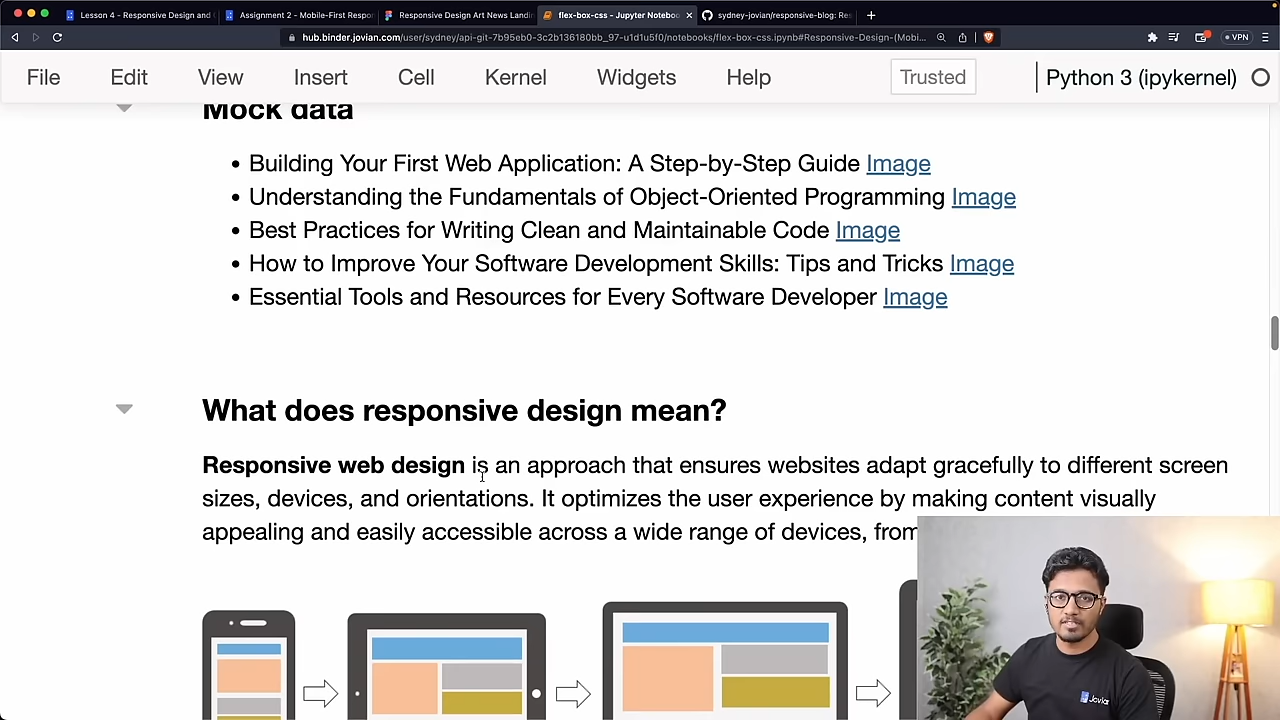 Lesson 4 - Responsive Design and
Assignment 2 - Mobile-First Respon
Responsive Design Art News Landi
flex-box-css - Jupyter Notebo
sydney-jovian/responsive-blog: Re
hub.binder.jovian.com/user/sydney/api-git-7b95eb0-3c2b136180bb_97-u1d1u5f0/notebooks/flex-box-css.ipynb#Responsive-Design-(Mobi...
VPN
File Edit View Insert Cell Kernel Widgets Help Trusted Python 3 (ipykernel)
Mock data
• Building Your First Web Application: A Step-by-Step Guide Image
• Understanding the Fundamentals of Object-Oriented Programming Image
• Best Practices for Writing Clean and Maintainable Code Image
• How to Improve Your Software Development Skills: Tips and Tricks Image
• Essential Tools and Resources for Every Software Developer Image
What does responsive design mean?
Responsive web design is an approach that ensures websites adapt gracefully to different screen
sizes, devices, and orientations. It optimizes the user experience by making content visually
appealing and easily accessible across a wide range of devices, from
Jovian